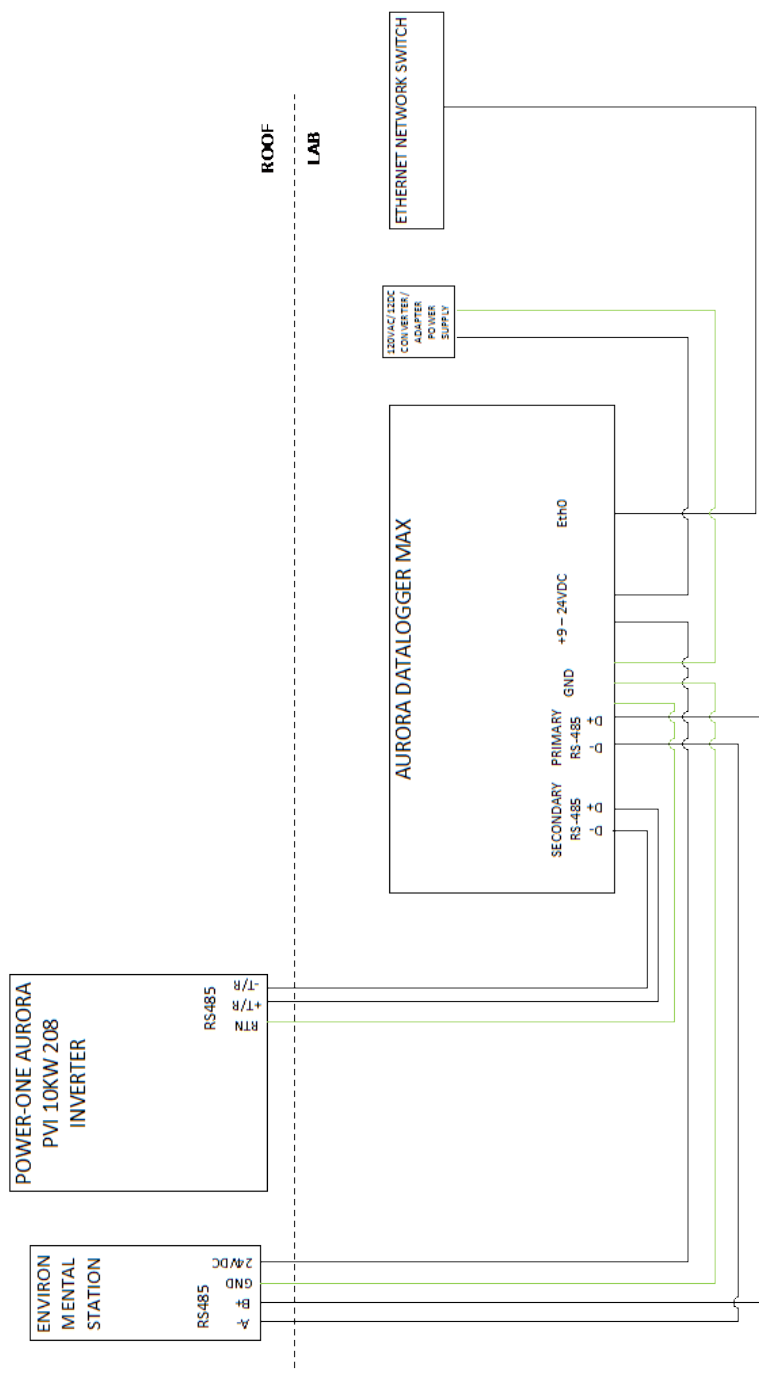 ROOF
LAB
ETHERNET NETWORK SWITCH
120VAC/12DC
CONVERTER/
ADAPTER
POWER
SUPPLY
AURORA DATALOGGER MAX
Eth0
+9 – 24VDC
GND
PRIMARY
RS-485
D- D+
SECONDARY
RS-485
D- D+
POWER-ONE AURORA
PVI 10KW 208
INVERTER
RS485
RTN
+T/R
-T/R
ENVIRON
MENTAL
STATION
RS485
A-
B+
GND
24VDC